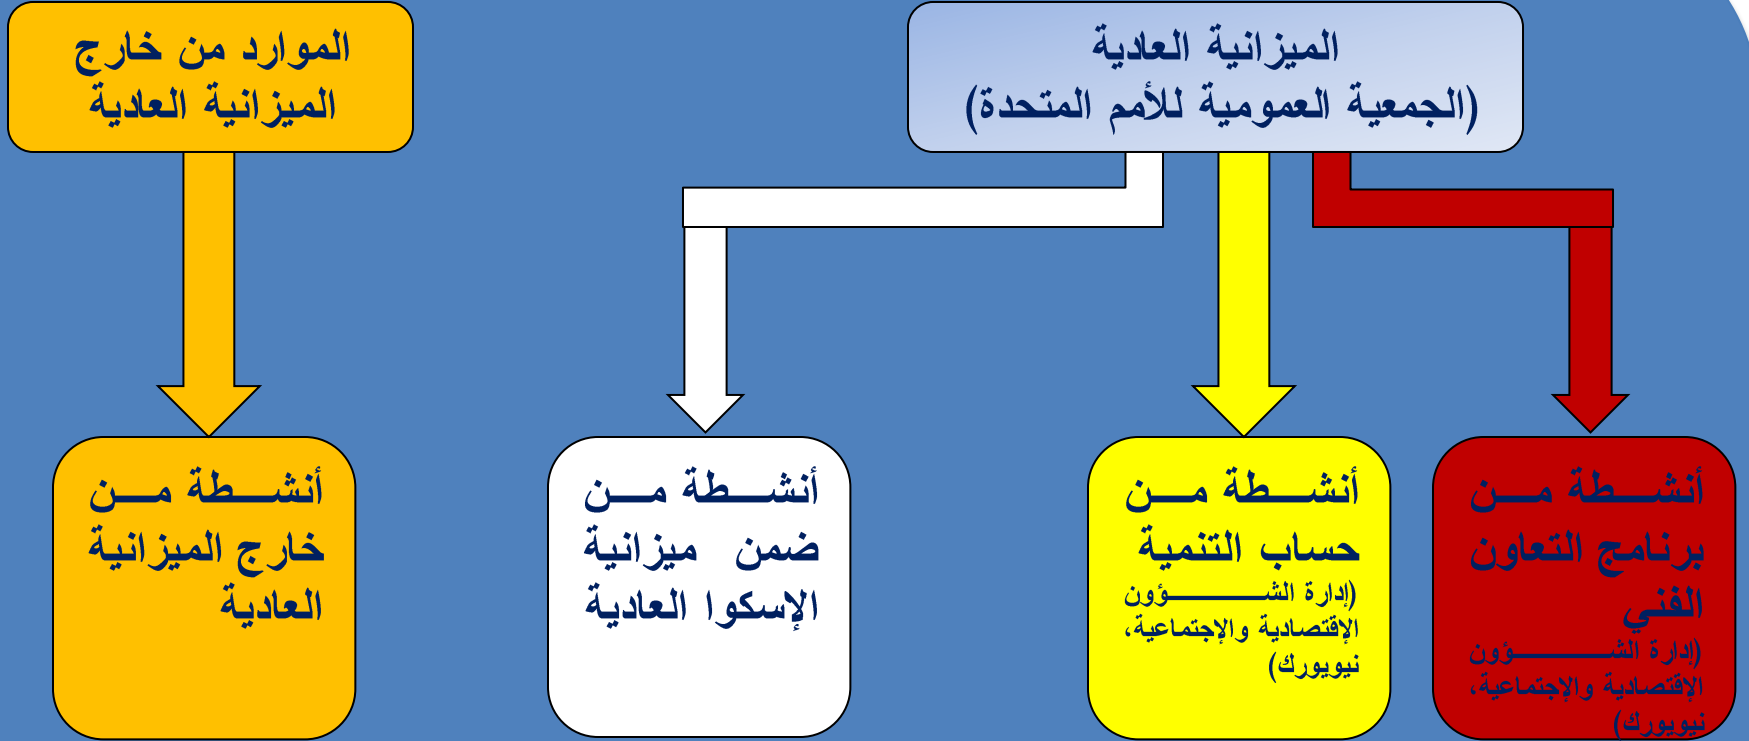 الميزانية العادية
(الجمعية العمومية للأمم المتحدة)
الموارد من خارج
الميزانية العادية
أنشطة من
برنامج التعاون
الفني
(إدارة الشؤون
الإقتصادية والإجتماعية،
نيويورك)
أنشطة من
حساب التنمية
(إدارة الشؤون
الإقتصادية والإجتماعية،
نيويورك)
أنشطة من
ضمن ميزانية
الإسكوا العادية
أنشطة من
خارج الميزانية
العادية